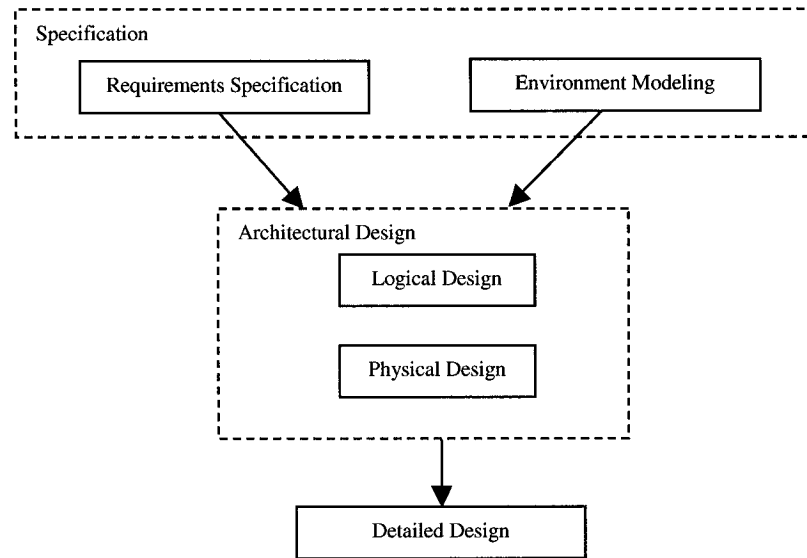 Specification
Requirements Specification
Environment Modeling
Architectural Design
Logical Design
Physical Design
Detailed Design